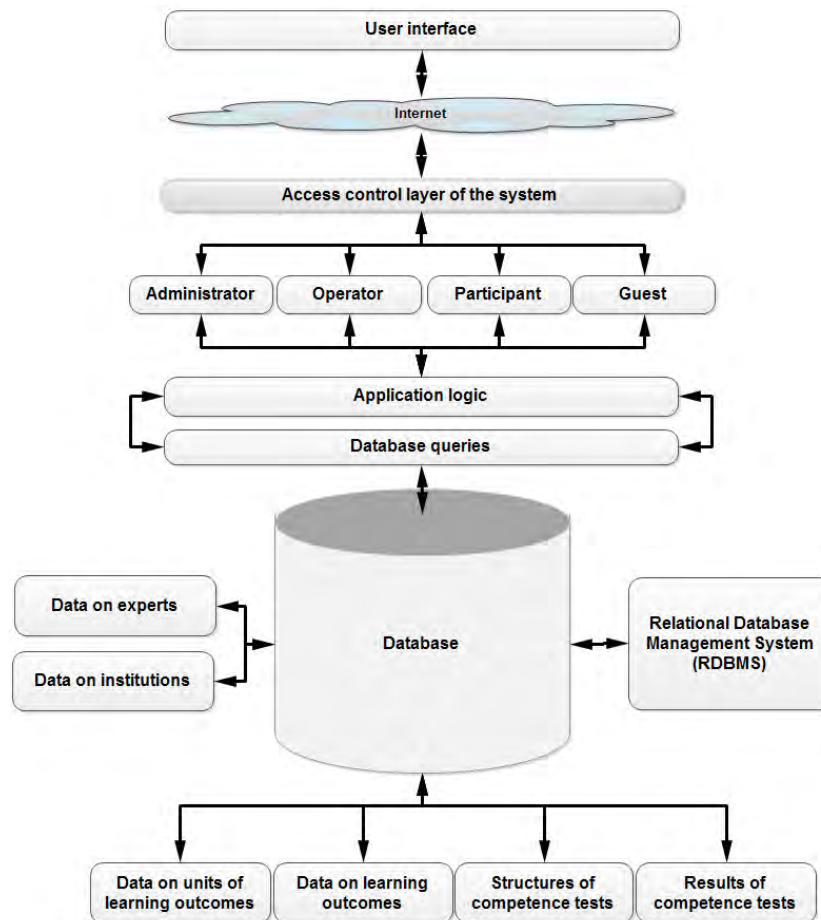 User interface
Internet
Access control layer of the system
Administrator
Operator
Participant
Guest
Application logic
Database queries
Data on experts
Data on institutions
Database
Relational Database
Management System
(RDBMS)
Data on units of
learning outcomes
Data on learning
outcomes
Structures of
competence tests
Results of
competence tests